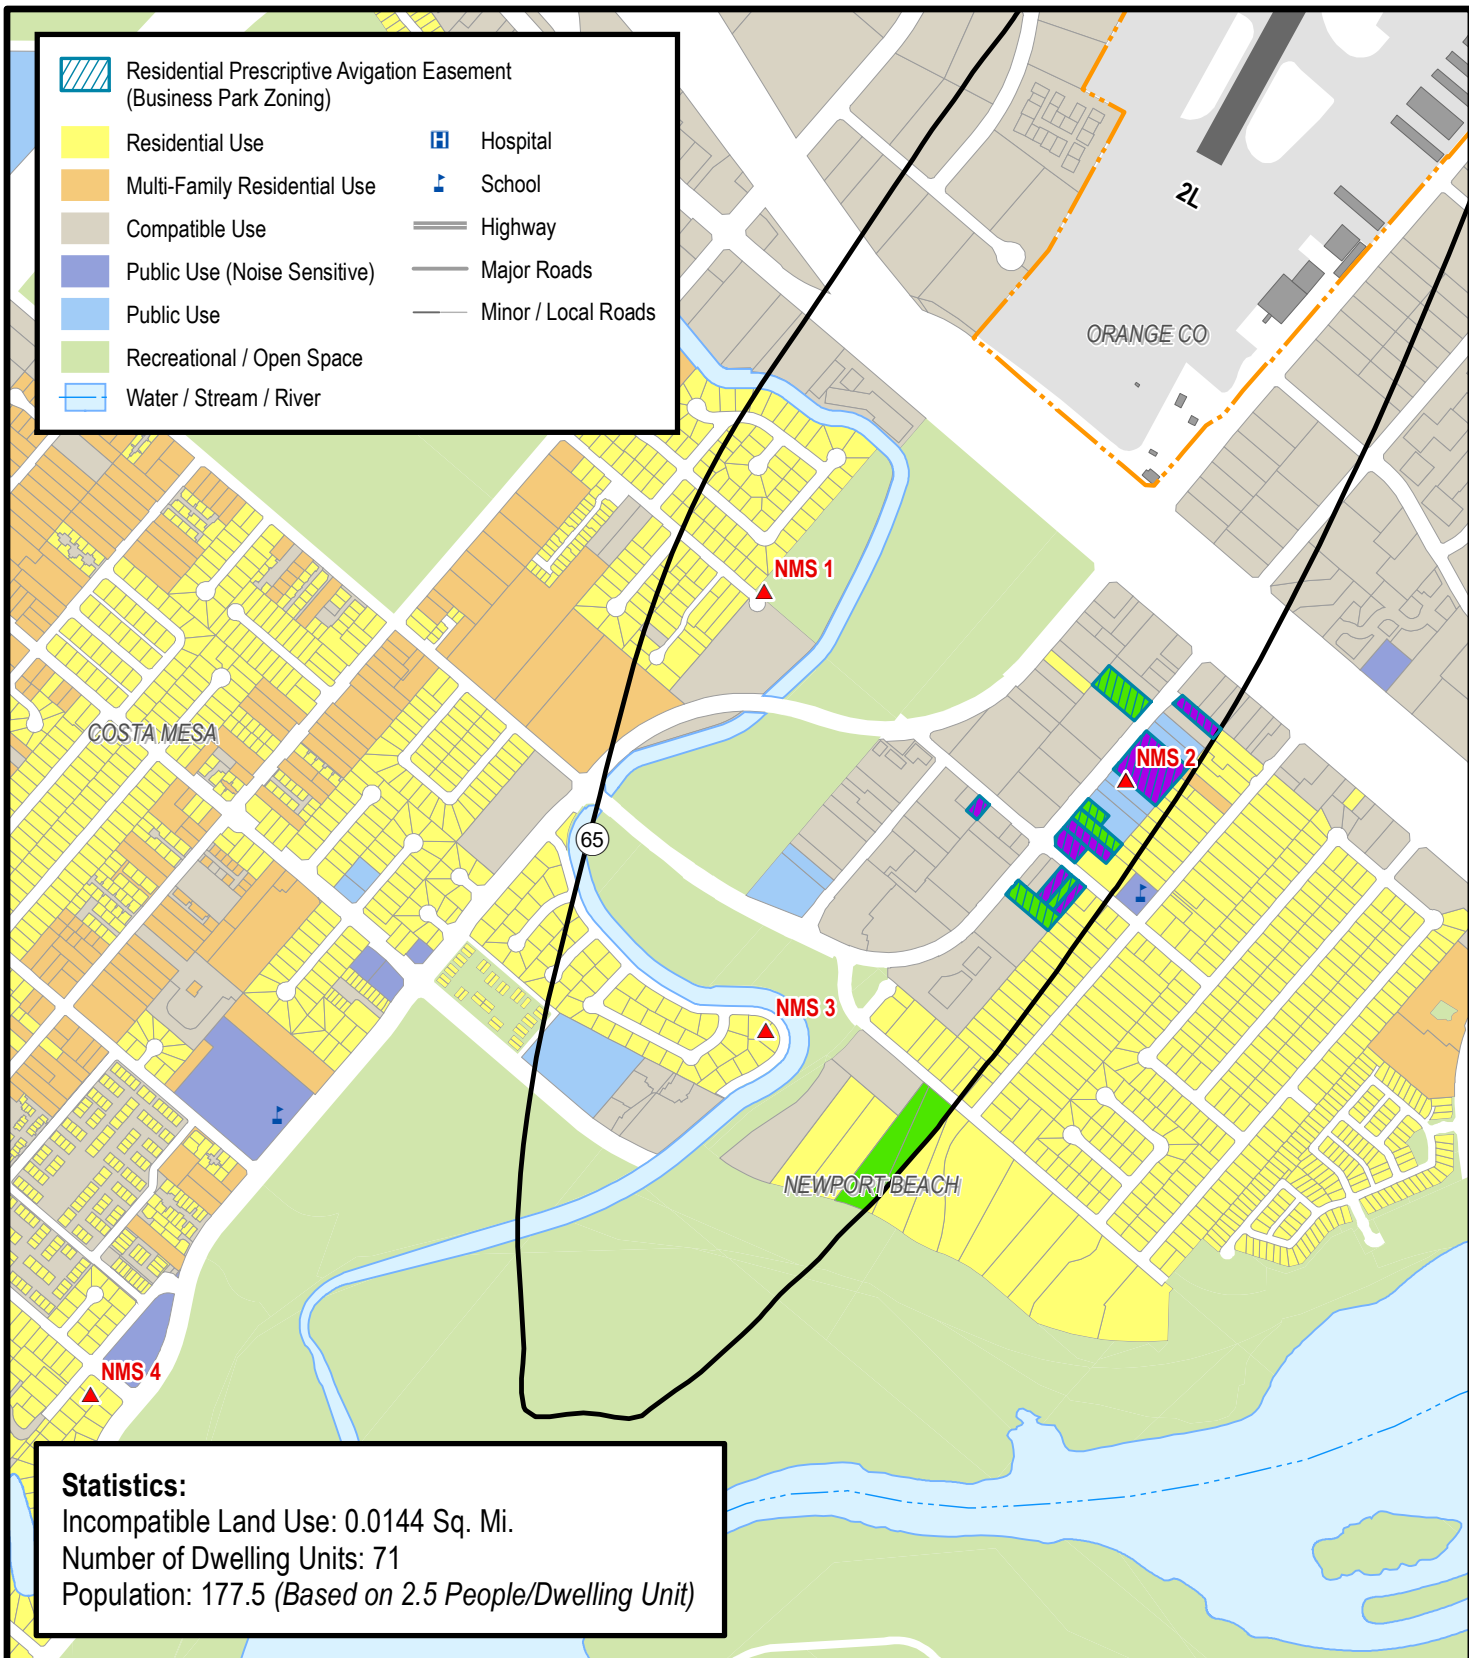 Residential Prescriptive Avigation Easement
(Business Park Zoning)
Residential Use
Multi-Family Residential Use
Compatible Use
Public Use (Noise Sensitive)
Public Use
Recreational / Open Space
Water / Stream / River
H Hospital
School
Highway
Major Roads
Minor / Local Roads
2L
ORANGE CO
NMS 1
COSTA MESA
NMS 2
65
NMS 3
NEWPORT BEACH
NMS 4
Statistics:
Incompatible Land Use: 0.0144 Sq. Mi.
Number of Dwelling Units: 71
Population: 177.5 (Based on 2.5 People/Dwelling Unit)